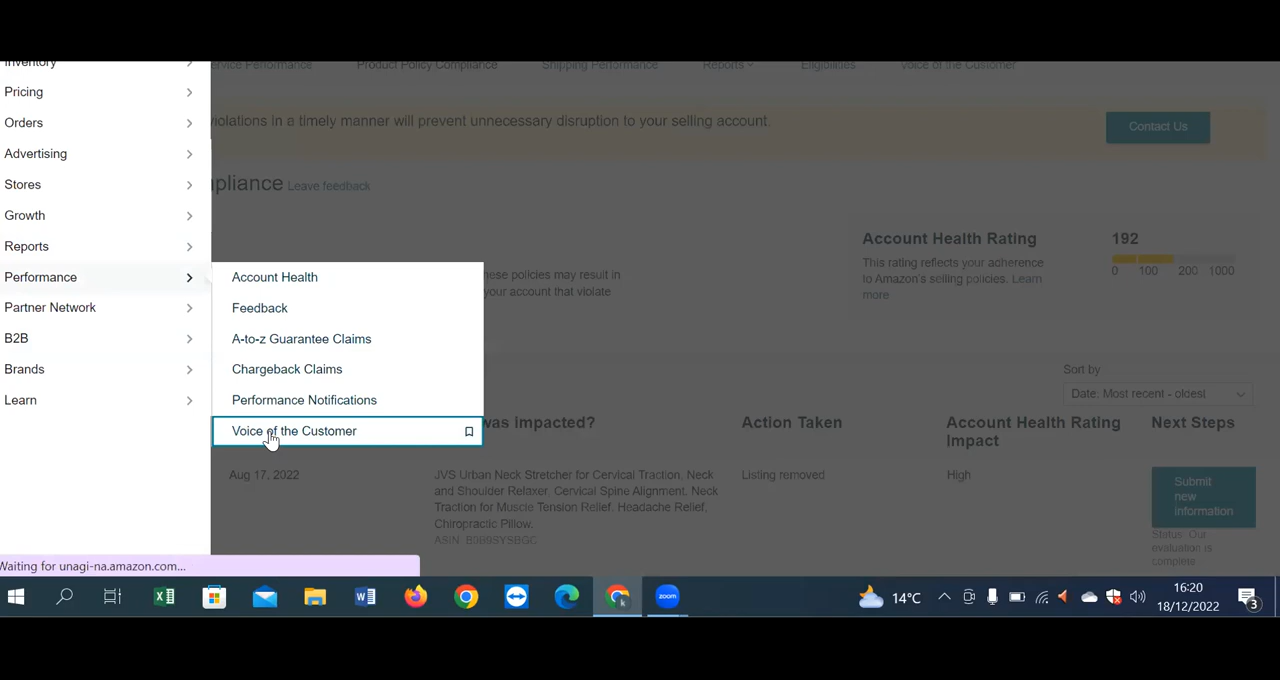 Inventory
ervice Performance
Product Policy Compliance
Shipping Performance
Reports
Eligibilities
Voice of the Customer
Pricing
Orders
Advertising
Stores
Growth
Reports
Performance
Partner Network
B2B
Brands
Learn
iolations in a timely manner will prevent unnecessary disruption to your selling account.
Contact Us
pliance Leave feedback
Account Health Rating
192
This rating reflects your adherence
to Amazon's selling policies. Learn
more
0 100 200 1000
Account Health
Feedback
A-to-z Guarantee Claims
Chargeback Claims
Performance Notifications
Voice of the Customer
hese policies may result in
your account that violate
Sort by
Date: Most recent - oldest
was impacted?
Action Taken
Account Health Rating
Impact
Next Steps
Aug 17, 2022
JVS Urban Neck Stretcher for Cervical Traction, Neck
and Shoulder Relaxer, Cervical Spine Alignment, Neck
Traction for Muscle Tension Relief, Headache Relief,
Chiropractic Pillow.
ASIN: B0B9SYSBGC
Listing removed
High
Submit
new
information
Status: Our
evaluation is
complete
Waiting for unagi-na.amazon.com...
zoom
14°C
16:20
18/12/2022
3